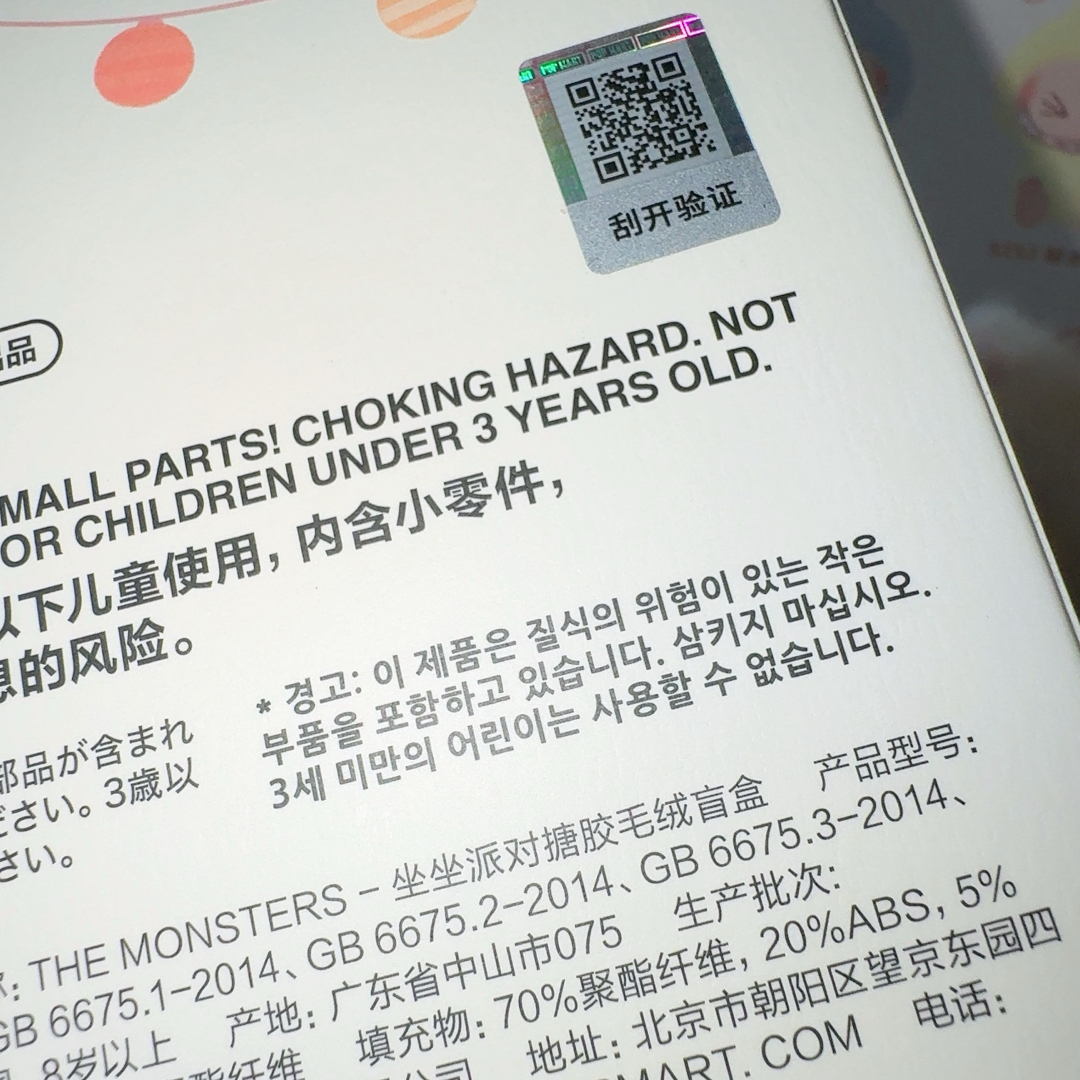 POP MART POP MART
刮开验证
品
MALL PARTS! CHOKING HAZARD. NOT
OR CHILDREN UNDER 3 YEARS OLD.
以下儿童使用，内含小零件，
的风险。
部品が含まれ
ださい。3歳以
さい。
* 경고: 이 제품은 질식의 위험이 있는 작은
부품을 포함하고 있습니다. 삼키지 마십시오.
3세 미만의 어린이는 사용할 수 없습니다.
: THE MONSTERS – 坐坐派对搪胶毛绒盲盒 产品型号:
GB 6675.1-2014、GB 6675.2-2014、GB 6675.3-2014、
8岁以上 产地: 广东省中山市075 生产批次:
酯纤维 填充物: 70%聚酯纤维, 20%ABS, 5%
公司 地址: 北京市朝阳区望京东园四
MART. COM 电话: